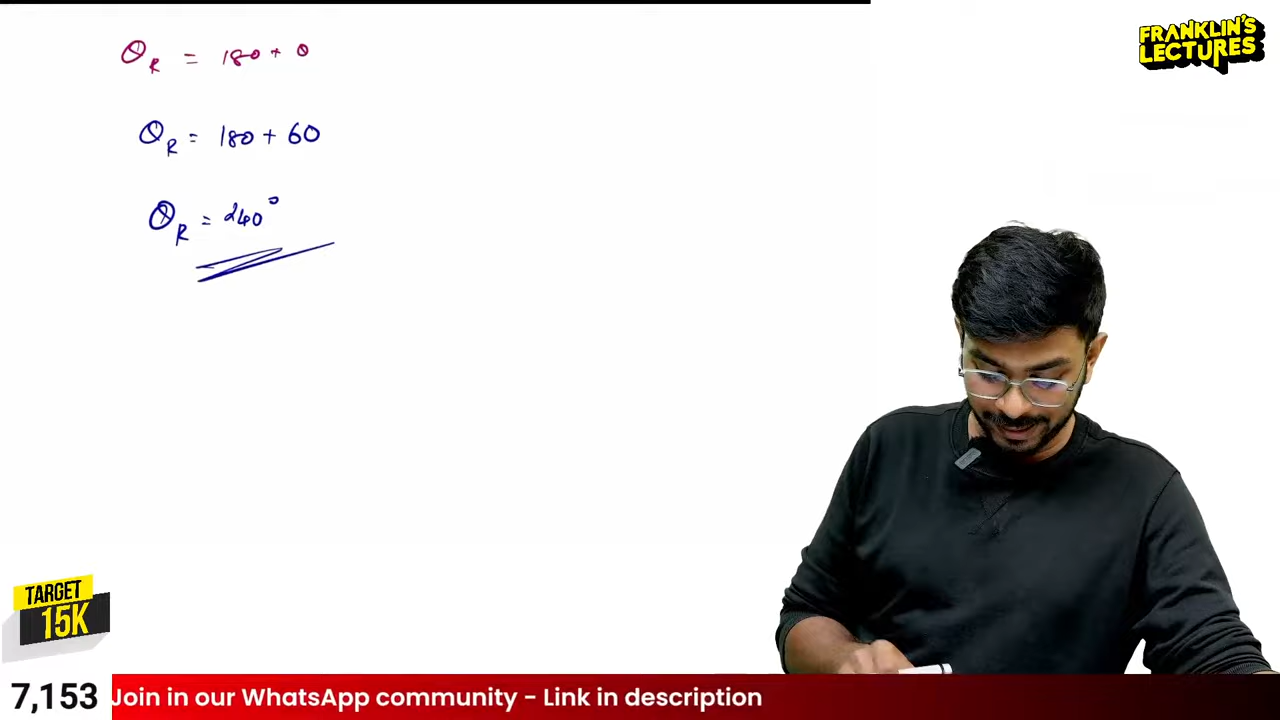 θR = 180 + θ
θR = 180 + 60
θR = 240°
FRANKLIN'S
LECTURES
TARGET
15K
7,153
Join in our WhatsApp community - Link in description